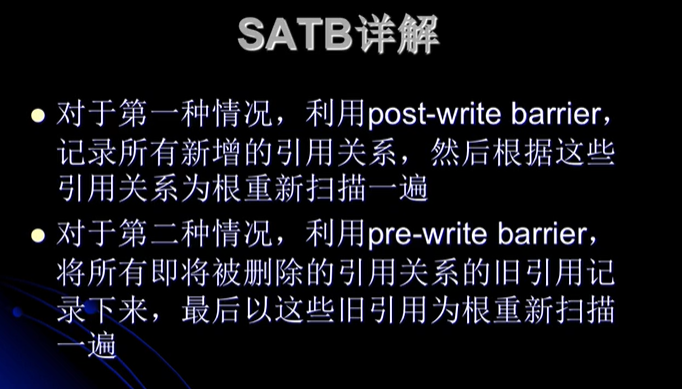 SATB详解
对于第一种情况，利用post-write barrier，
记录所有新增的引用关系，然后根据这些
引用关系为根重新扫描一遍
对于第二种情况，利用pre-write barrier，
将所有即将被删除的引用关系的旧引用记
录下来，最后以这些旧引用为根重新扫描
一遍